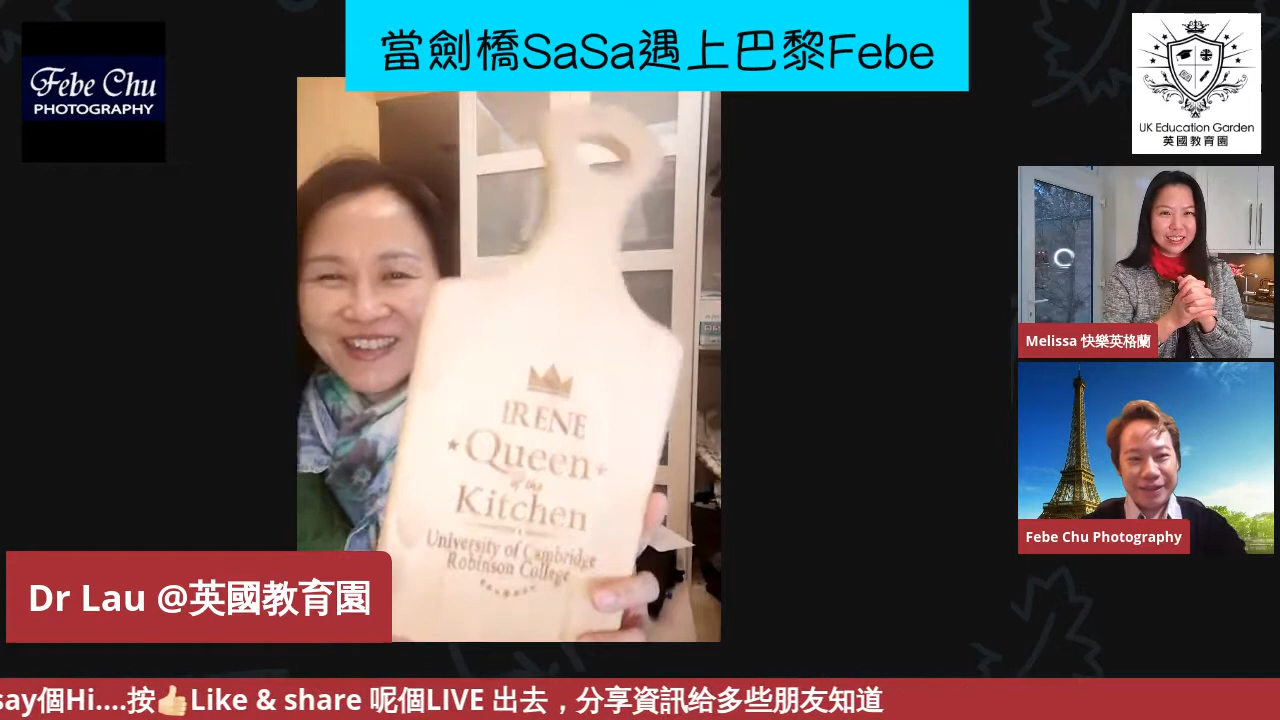 當劍橋SaSa遇上巴黎Febe
Febe Chu
PHOTOGRAPHY
UK Education Garden
英國教育園
IRENE
Queen
of the
Kitchen
University of Cambridge
Robinson College
Melissa 快樂英格蘭
Febe Chu Photography
Dr Lau @英國教育園
say個Hi....按👍🏻Like & share 呢個LIVE 出去，分享資訊给多些朋友知道